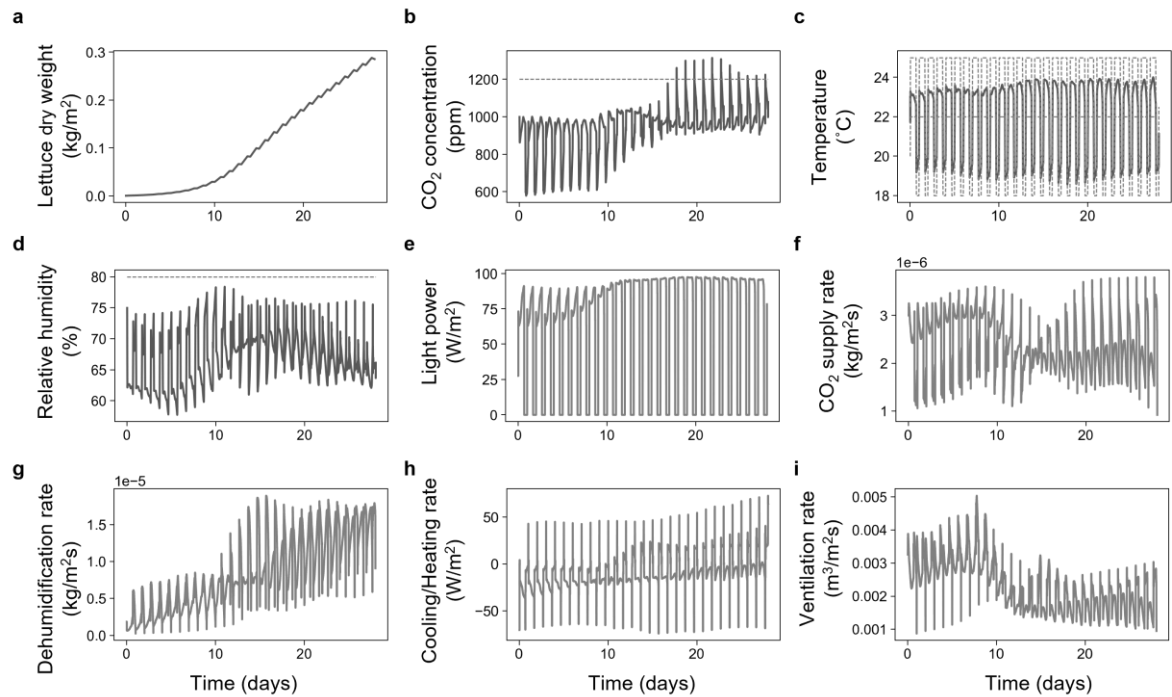 a
Lettuce dry weight
(kg/m²)
0.3
0.2
0.1
0.0
0
10
20
b
CO₂ concentration
(ppm)
1200
1000
800
600
0
10
20
c
Temperature
(˚C)
24
22
20
18
0
10
20
d
Relative humidity
(%)
80
75
70
65
60
0
10
20
e
Light power
(W/m²)
100
75
50
25
0
0
10
20
f
CO₂ supply rate
(kg/m²s)
1e−6
3
2
1
0
10
20
g
Dehumidification rate
(kg/m²s)
1e−5
1.5
1.0
0.5
0.0
0
10
20
Time (days)
h
Cooling/Heating rate
(W/m²)
50
0
−50
0
10
20
Time (days)
i
Ventilation rate
(m³/m²s)
0.005
0.004
0.003
0.002
0.001
0
10
20
Time (days)